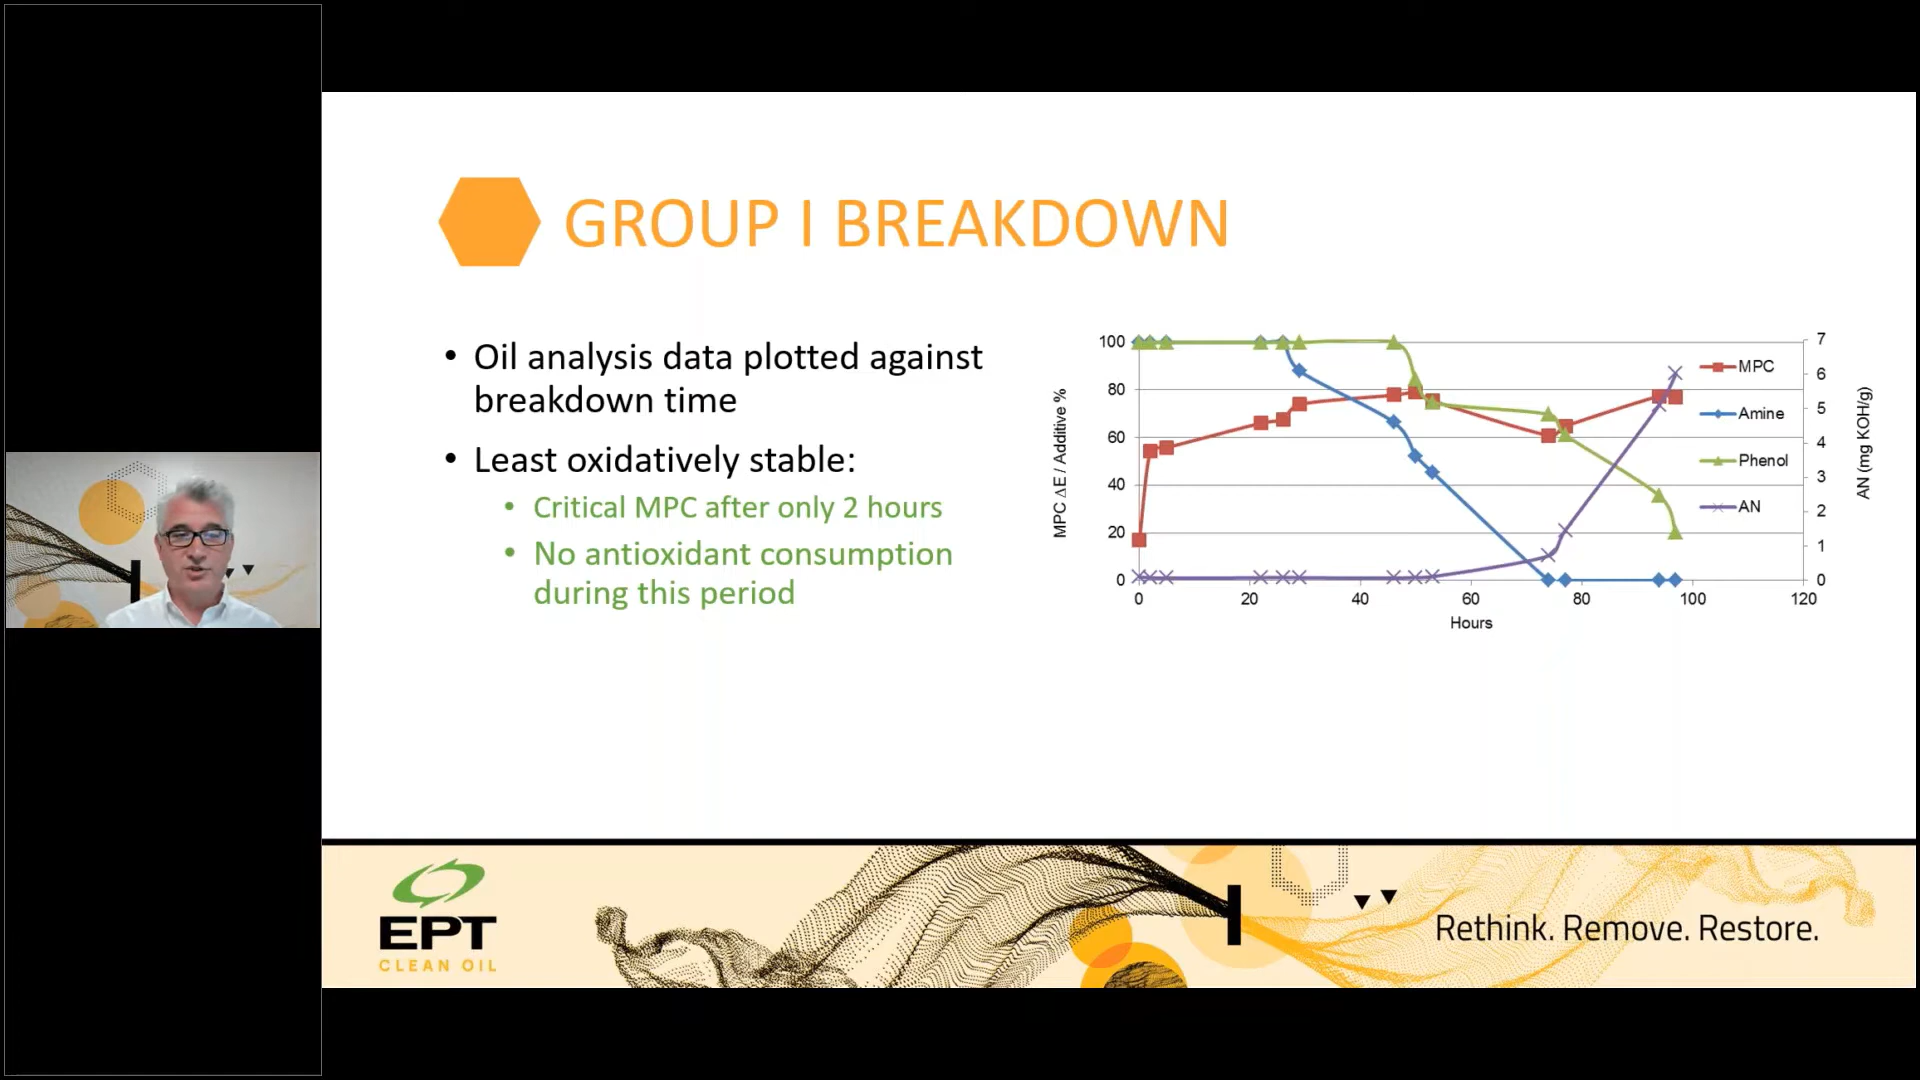 GROUP I BREAKDOWN
• Oil analysis data plotted against
breakdown time
• Least oxidatively stable:
• Critical MPC after only 2 hours
• No antioxidant consumption
during this period
MPC ΔE / Additive %
100
80
60
40
20
0
0 20 40 60 80 100 120
Hours
7
6
5
4
3
2
1
0
AN (mg KOH/g)
MPC
Amine
Phenol
AN
EPT
CLEAN OIL
Rethink. Remove. Restore.